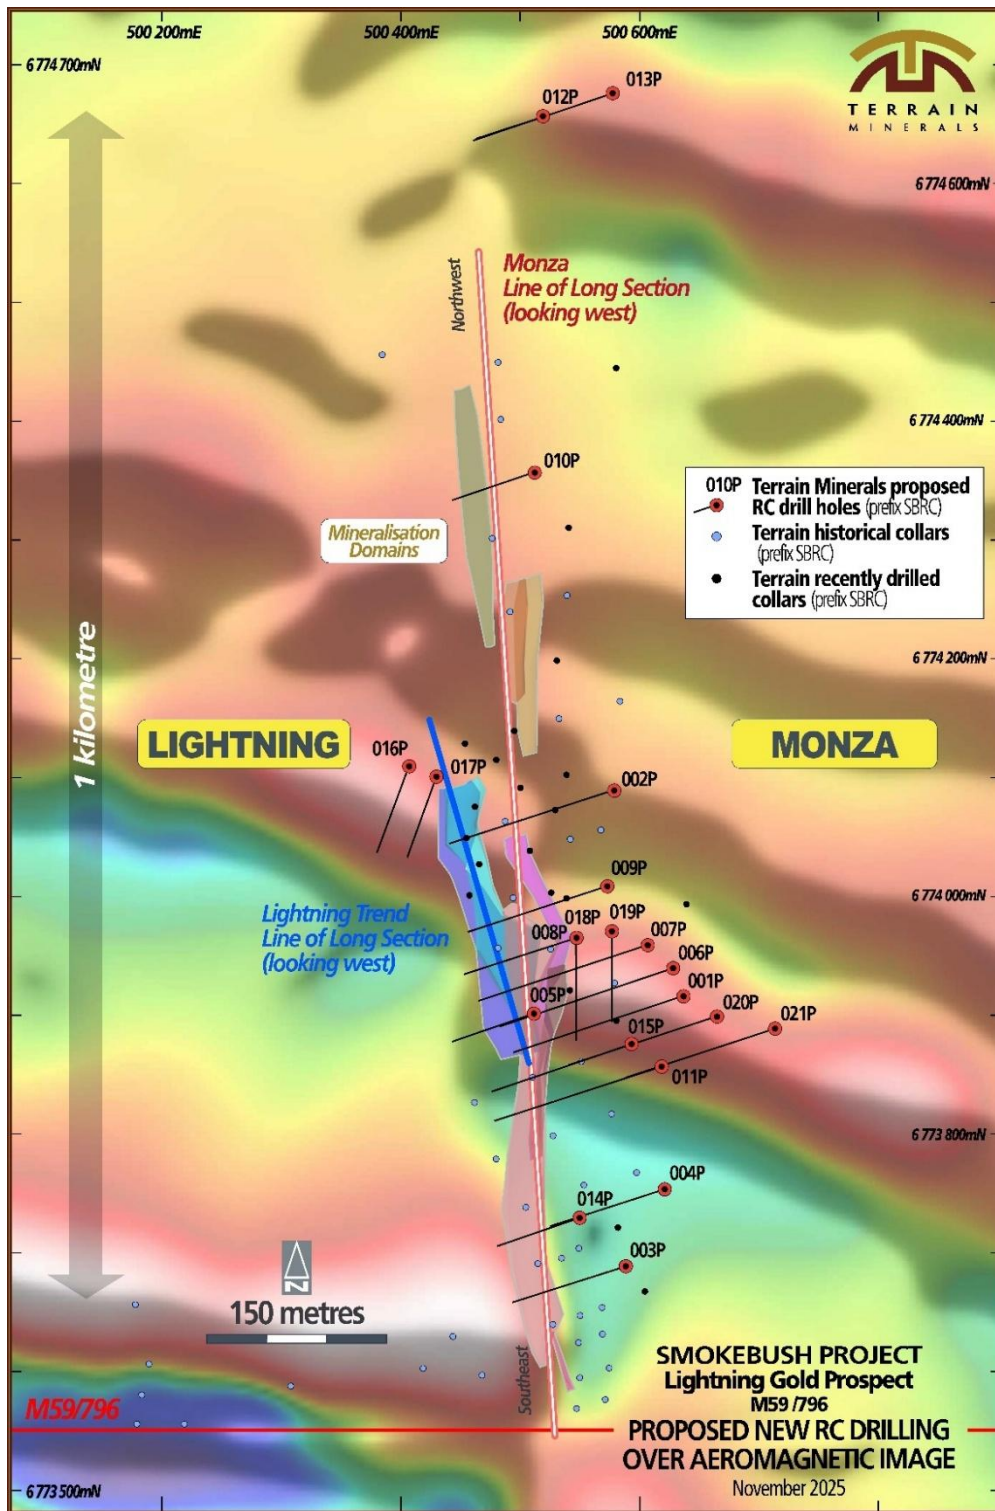 500 200mE
500 400mE
500 600mE
6 774 700mN
TERRAIN
MINERALS
013P
012P
6 774 600mN
Northwest
Monza
Line of Long Section
(looking west)
6 774 400mN
010P
010P Terrain Minerals proposed
RC drill holes (prefix SBRC)
Terrain historical collars
(prefix SBRC)
Terrain recently drilled
collars (prefix SBRC)
Mineralisation
Domains
1 kilometre
6 774 200mN
LIGHTNING
MONZA
016P
017P
002P
009P
6 774 000mN
Lightning Trend
Line of Long Section
(looking west)
018P
019P
008P
007P
006P
005P
001P
020P
021P
015P
011P
6 773 800mN
004P
014P
003P
N
150 metres
Southeast
SMOKEBUSH PROJECT
Lightning Gold Prospect
M59 /796
M59/796
PROPOSED NEW RC DRILLING
OVER AEROMAGNETIC IMAGE
November 2025
6 773 500mN